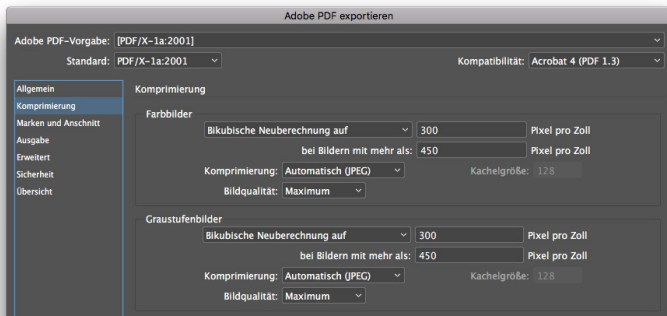 Adobe PDF exportieren
Adobe PDF-Vorgabe: [PDF/X-1a:2001]
Standard: PDF/X-1a:2001 Kompatibilität: Acrobat 4 (PDF 1.3)
Allgemein
Komprimierung
Marken und Anschnitt
Ausgabe
Erweitert
Sicherheit
Übersicht
Komprimierung
Farbbilder
Bikubische Neuberechnung auf 300 Pixel pro Zoll
bei Bildern mit mehr als: 450 Pixel pro Zoll
Komprimierung: Automatisch (JPEG) Kachelgröße: 128
Bildqualität: Maximum
Graustufenbilder
Bikubische Neuberechnung auf 300 Pixel pro Zoll
bei Bildern mit mehr als: 450 Pixel pro Zoll
Komprimierung: Automatisch (JPEG) Kachelgröße: 128
Bildqualität: Maximum